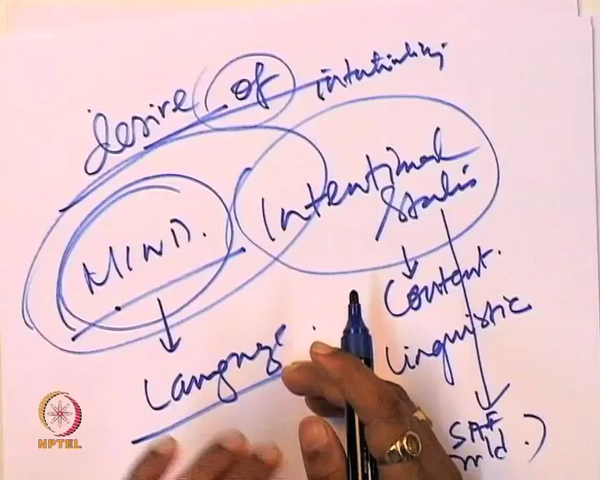 desire of intentionality
MIND.
Intentional
States
Content.
Language.
Linguistic
NPTEL